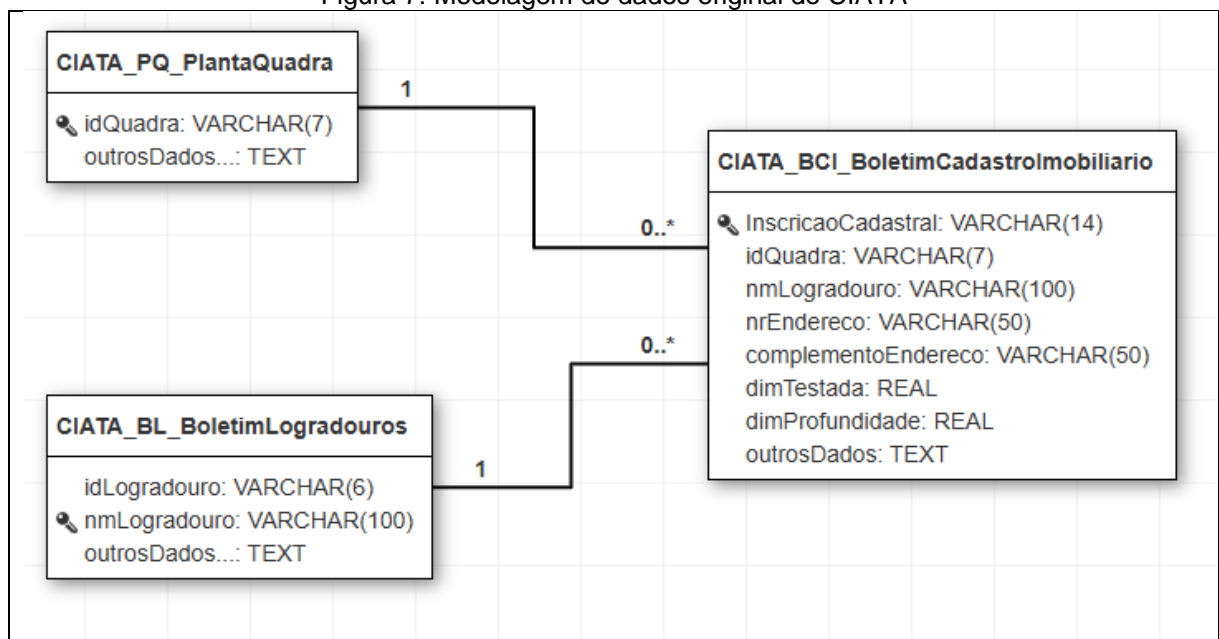 Figura 7: Modelagem de dados original do CIATA
CIATA_PQ_PlantaQuadra
idQuadra: VARCHAR(7)
outrosDados...: TEXT
1
0..*
CIATA_BCI_BoletimCadastroImobiliario
InscricaoCadastral: VARCHAR(14)
idQuadra: VARCHAR(7)
nmLogradouro: VARCHAR(100)
nrEndereco: VARCHAR(50)
complementoEndereco: VARCHAR(50)
dimTestada: REAL
dimProfundidade: REAL
outrosDados: TEXT
0..*
1
CIATA_BL_BoletimLogradouros
idLogradouro: VARCHAR(6)
nmLogradouro: VARCHAR(100)
outrosDados...: TEXT